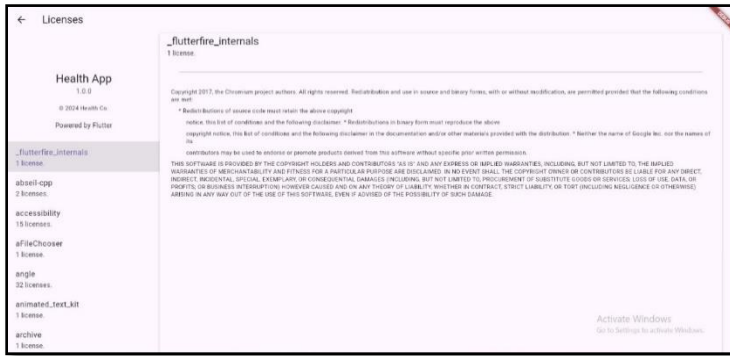 ← Licenses
Health App
1.0.0
© 2024 Health Co
Powered by Flutter
_flutterfire_internals
1 license.
abseil-cpp
2 licenses.
accessibility
15 licenses.
aFileChooser
1 license.
angle
32 licenses.
animated_text_kit
1 license.
archive
1 license.
_flutterfire_internals
1 license.
Copyright 2017, the Chromium project authors. All rights reserved. Redistribution and use in source and binary forms, with or without modification, are permitted provided that the following conditions
are met:
* Redistributions of source code must retain the above copyright
notice, this list of conditions and the following disclaimer. * Redistributions in binary form must reproduce the above
copyright notice, this list of conditions and the following disclaimer in the documentation and/or other materials provided with the distribution. * Neither the name of Google Inc. nor the names of
its
contributors may be used to endorse or promote products derived from this software without specific prior written permission.
THIS SOFTWARE IS PROVIDED BY THE COPYRIGHT HOLDERS AND CONTRIBUTORS "AS IS" AND ANY EXPRESS OR IMPLIED WARRANTIES, INCLUDING, BUT NOT LIMITED TO, THE IMPLIED
WARRANTIES OF MERCHANTABILITY AND FITNESS FOR A PARTICULAR PURPOSE ARE DISCLAIMED. IN NO EVENT SHALL THE COPYRIGHT OWNER OR CONTRIBUTORS BE LIABLE FOR ANY DIRECT,
INDIRECT, INCIDENTAL, SPECIAL, EXEMPLARY, OR CONSEQUENTIAL DAMAGES (INCLUDING, BUT NOT LIMITED TO, PROCUREMENT OF SUBSTITUTE GOODS OR SERVICES; LOSS OF USE, DATA, OR
PROFITS; OR BUSINESS INTERRUPTION) HOWEVER CAUSED AND ON ANY THEORY OF LIABILITY, WHETHER IN CONTRACT, STRICT LIABILITY, OR TORT (INCLUDING NEGLIGENCE OR OTHERWISE)
ARISING IN ANY WAY OUT OF THE USE OF THIS SOFTWARE, EVEN IF ADVISED OF THE POSSIBILITY OF SUCH DAMAGE.
Activate Windows
Go to Settings to activate Windows.